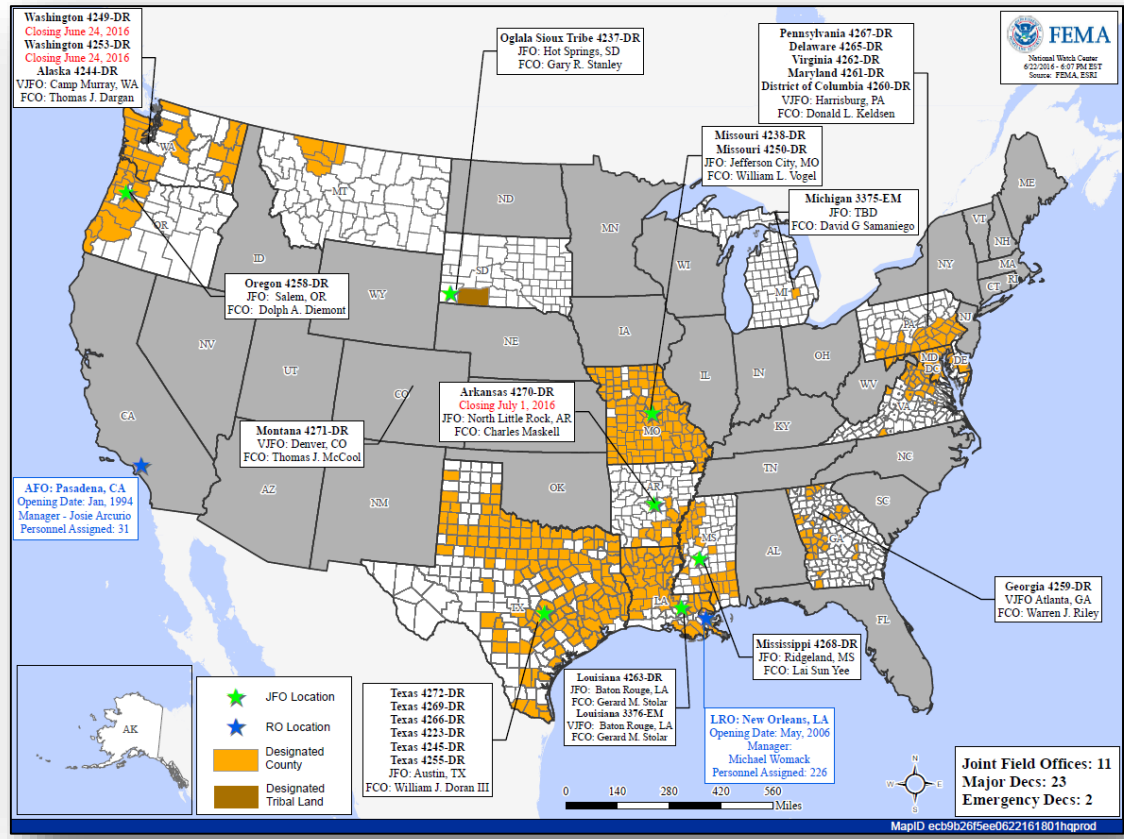 Washington 4249-DR
Closing June 24, 2016
Washington 4253-DR
Closing June 24, 2016
Alaska 4244-DR
VJFO: Camp Murray, WA
FCO: Thomas J. Dargan
Oglala Sioux Tribe 4237-DR
JFO: Hot Springs, SD
FCO: Gary R. Stanley
Pennsylvania 4267-DR
Delaware 4265-DR
Virginia 4262-DR
Maryland 4261-DR
District of Columbia 4260-DR
VJFO: Harrisburg, PA
FCO: Donald L. Keldsen
FEMA
National Watch Center
6/22/2016 - 6:07 PM EST
Source: FEMA, ESRI
Missouri 4238-DR
Missouri 4250-DR
JFO: Jefferson City, MO
FCO: William L. Vogel
Michigan 3375-EM
JFO: TBD
FCO: David G Samaniego
WA
MT
ND
MN
ME
VT
NH
NY
MA
RI
CT
OR
ID
SD
WI
MI
WY
PA
NJ
Oregon 4258-DR
JFO: Salem, OR
FCO: Dolph A. Diemont
NE
IA
OH
MD
DE
DC
NV
UT
CO
IL
IN
WV
VA
CA
Arkansas 4270-DR
Closing July 1, 2016
JFO: North Little Rock, AR
FCO: Charles Maskell
MO
KY
Montana 4271-DR
VJFO: Denver, CO
FCO: Thomas J. McCool
NC
TN
AZ
NM
OK
AR
SC
AFO: Pasadena, CA
Opening Date: Jan, 1994
Manager - Josie Arcurio
Personnel Assigned: 31
MS
AL
GA
Georgia 4259-DR
VJFO Atlanta, GA
FCO: Warren J. Riley
TX
LA
FL
Mississippi 4268-DR
JFO: Ridgeland, MS
FCO: Lai Sun Yee
AK
JFO Location
RO Location
Designated
County
Designated
Tribal Land
Texas 4272-DR
Texas 4269-DR
Texas 4266-DR
Texas 4223-DR
Texas 4245-DR
Texas 4255-DR
JFO: Austin, TX
FCO: William J. Doran III
Louisiana 4263-DR
JFO: Baton Rouge, LA
FCO: Gerard M. Stolar
Louisiana 3376-EM
VJFO: Baton Rouge, LA
FCO: Gerard M. Stolar
LRO: New Orleans, LA
Opening Date: May, 2006
Manager:
Michael Womack
Personnel Assigned: 226
N
W
E
S
0 140 280 420 560
Miles
Joint Field Offices: 11
Major Decs: 23
Emergency Decs: 2
MapID ecb9b26f5ee0622161801hqprod